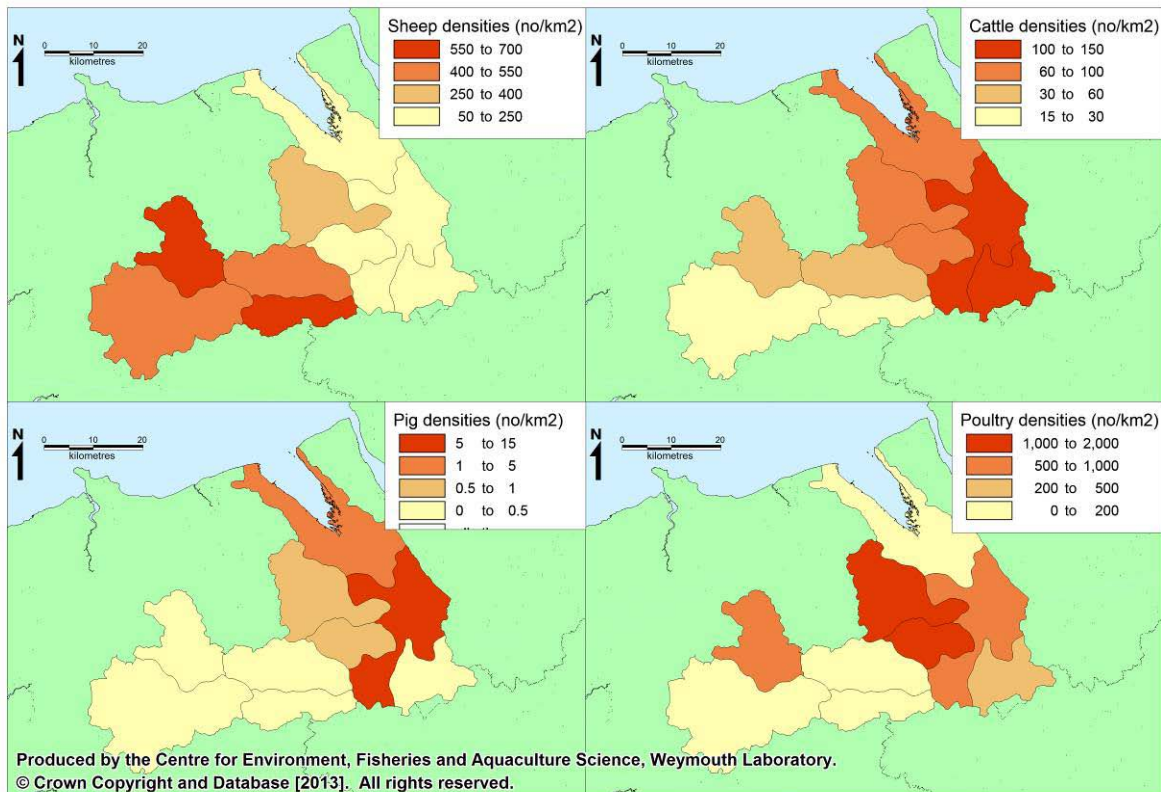 Sheep densities (no/km2)
550 to 700
400 to 550
250 to 400
50 to 250
N
0 10 20
kilometres
Cattle densities (no/km2)
100 to 150
60 to 100
30 to 60
15 to 30
N
0 10 20
kilometres
Pig densities (no/km2)
5 to 15
1 to 5
0.5 to 1
0 to 0.5
N
0 10 20
kilometres
Poultry densities (no/km2)
1,000 to 2,000
500 to 1,000
200 to 500
0 to 200
N
0 10 20
kilometres
Produced by the Centre for Environment, Fisheries and Aquaculture Science, Weymouth Laboratory.
© Crown Copyright and Database [2013]. All rights reserved.